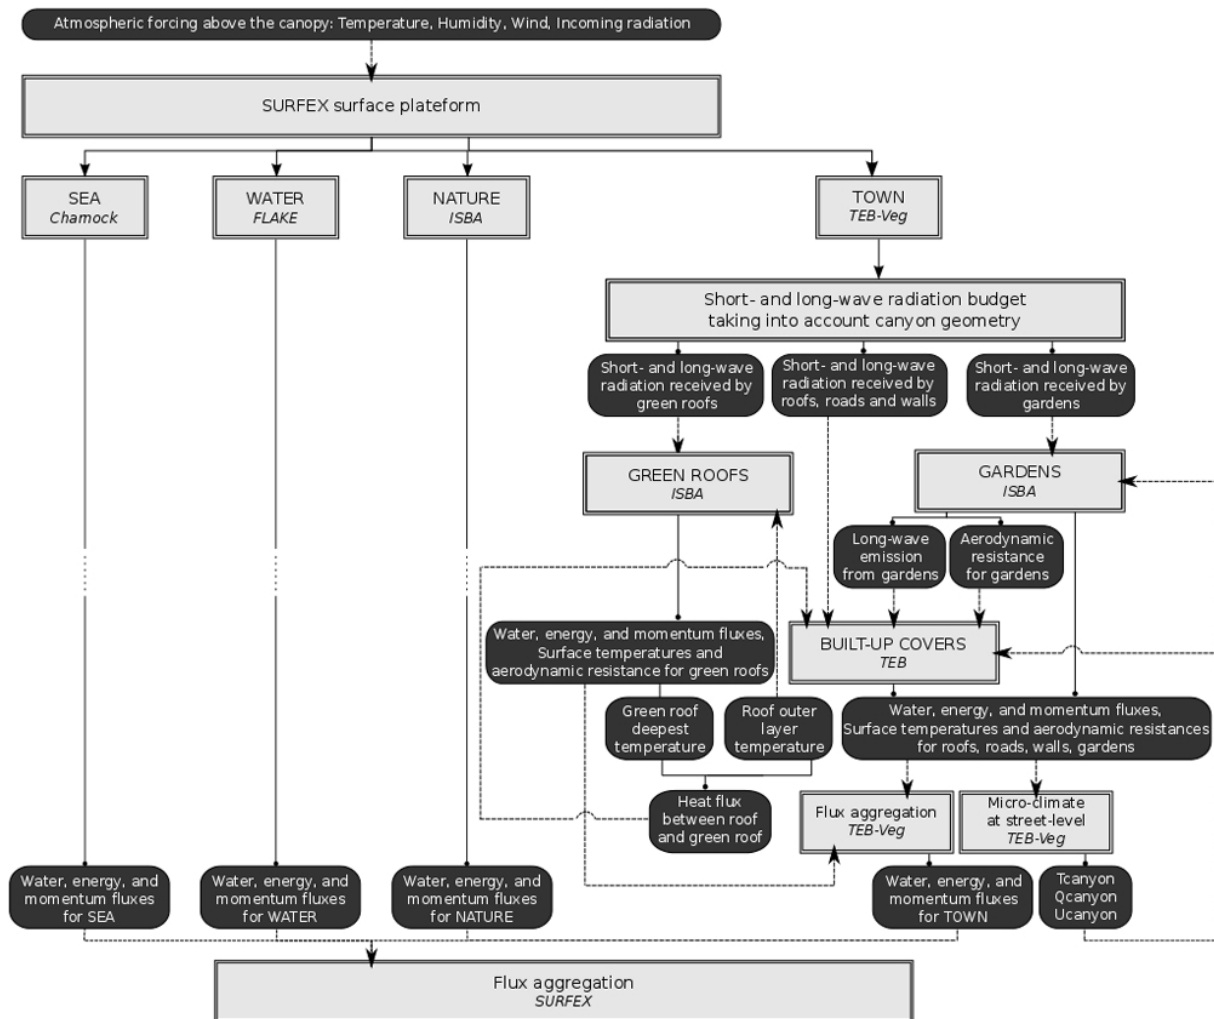 Atmospheric forcing above the canopy: Temperature, Humidity, Wind, Incoming radiation
SURFEX surface plateform
SEA
Charnock
WATER
FLAKE
NATURE
ISBA
TOWN
TEB-Veg
Short- and long-wave radiation budget
taking into account canyon geometry
Short- and long-wave
radiation received by
green roofs
Short- and long-wave
radiation received by
roofs, roads and walls
Short- and long-wave
radiation received by
gardens
GREEN ROOFS
ISBA
GARDENS
ISBA
Long-wave
emission
from gardens
Aerodynamic
resistance
for gardens
Water, energy, and momentum fluxes,
Surface temperatures and
aerodynamic resistance for green roofs
BUILT-UP COVERS
TEB
Green roof
deepest
temperature
Roof outer
layer
temperature
Water, energy, and momentum fluxes,
Surface temperatures and aerodynamic resistances
for roofs, roads, walls, gardens
Heat flux
between roof
and green roof
Flux aggregation
TEB-Veg
Micro-climate
at street-level
TEB-Veg
Water, energy, and
momentum fluxes
for SEA
Water, energy, and
momentum fluxes
for WATER
Water, energy, and
momentum fluxes
for NATURE
Water, energy, and
momentum fluxes
for TOWN
Tcanyon
Qcanyon
Ucanyon
Flux aggregation
SURFEX